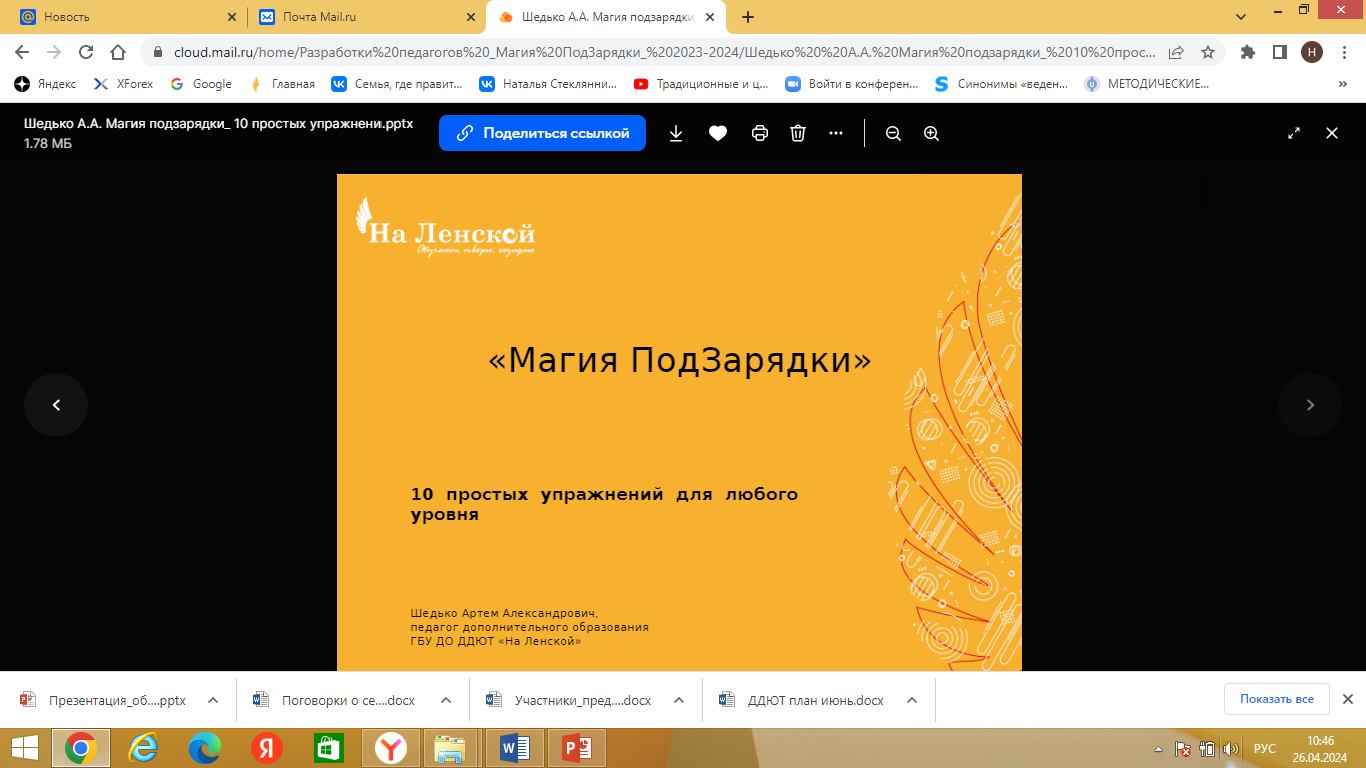 Новость
Почта Mail.ru
Шедько А.А. Магия подзарядки
cloud.mail.ru/home/Разработки%20педагогов%20_Магия%20ПодЗарядки_%202023-2024/Шедько%20%20А.А.%20Магия%20подзарядки_%2010%20прос...
Н
Яндекс
XForex
Google
Главная
Семья, где правит...
Наталья Стеклянни...
Традиционные и ц...
Войти в конферен...
Синонимы «веден...
МЕТОДИЧЕСКИЕ...
Шедько А.А. Магия подзарядки_ 10 простых упражнени.pptx
1.78 МБ
Поделиться ссылкой
На Ленской
Обучаюсь, творю, созидаю
«Магия ПодЗарядки»
10 простых упражнений для любого
уровня
Шедько Артем Александрович,
педагог дополнительного образования
ГБУ ДО ДДЮТ «На Ленской»
Презентация_об....pptx
Поговорки о се....docx
Участники_пред....docx
ДДЮТ план июнь.docx
Показать все
РУС
10:46
26.04.2024